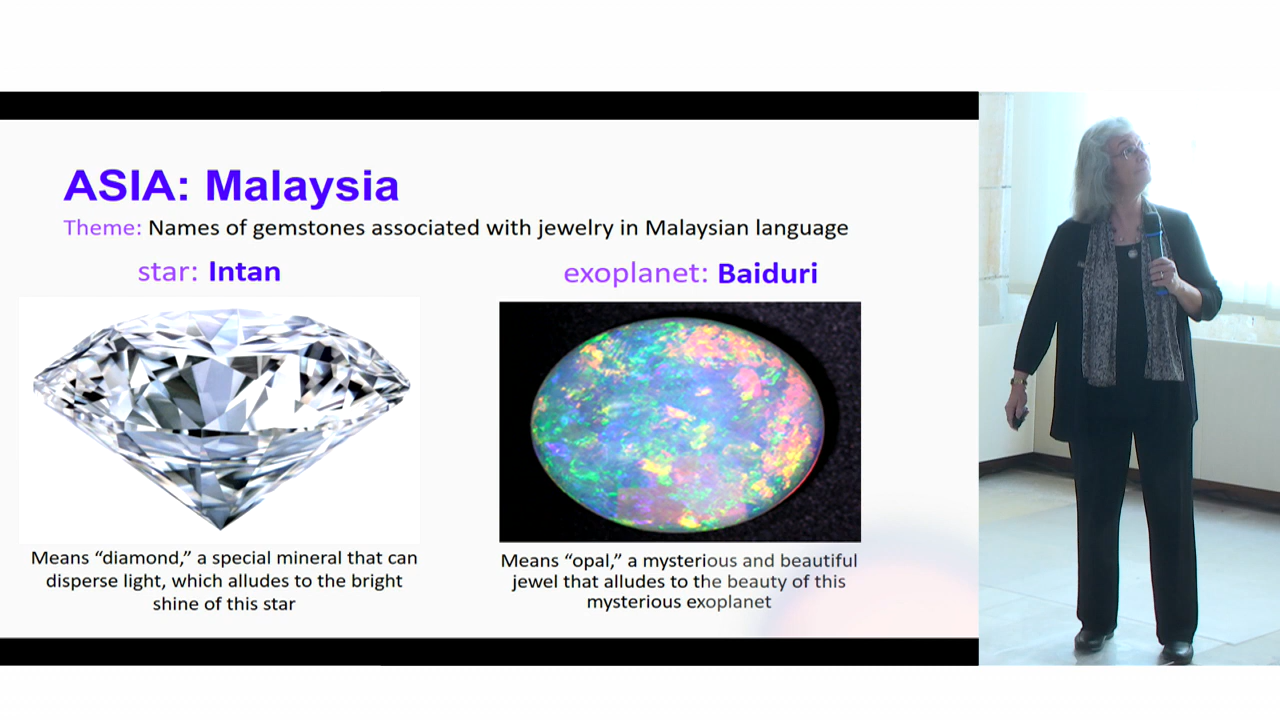 ASIA: Malaysia
Theme: Names of gemstones associated with jewelry in Malaysian language
star: Intan
exoplanet: Baiduri
Means “diamond,” a special mineral that can
disperse light, which alludes to the bright
shine of this star
Means “opal,” a mysterious and beautiful
jewel that alludes to the beauty of this
mysterious exoplanet